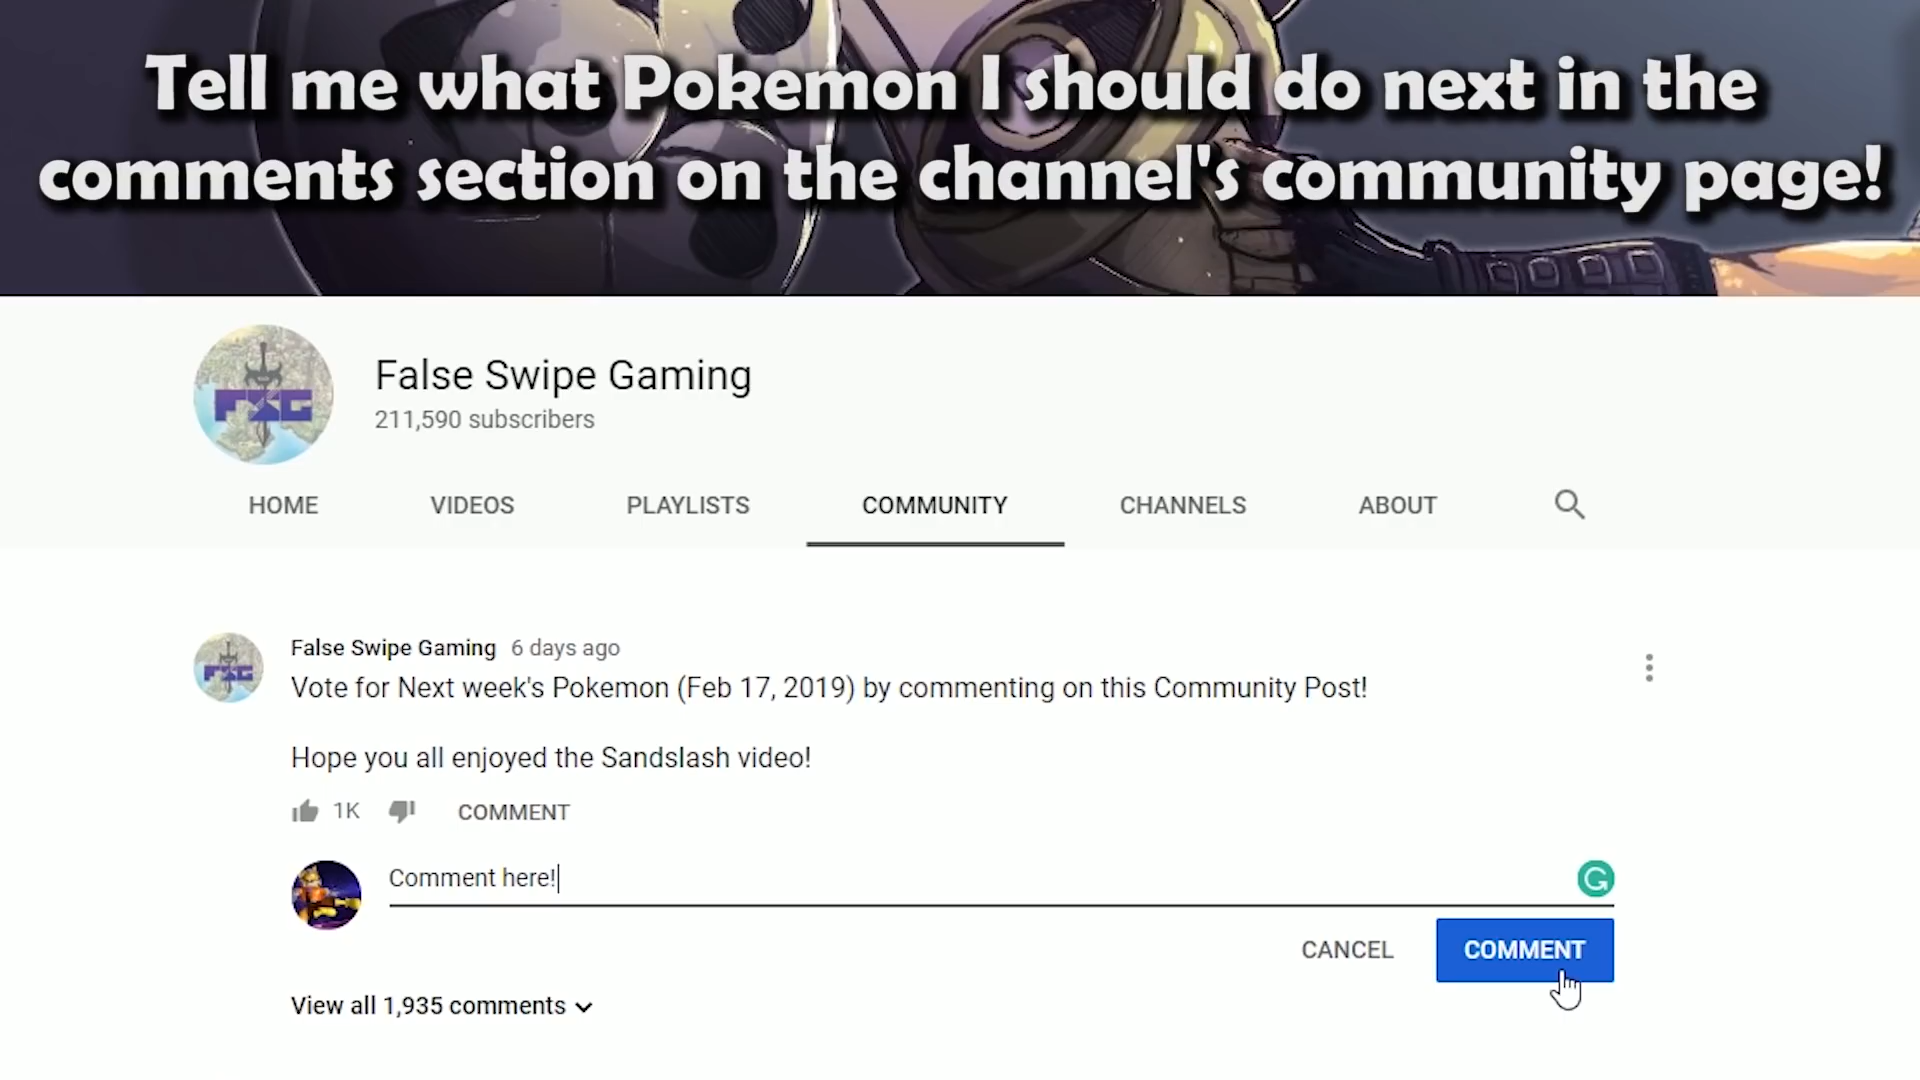 Tell me what Pokemon I should do next in the
comments section on the channel's community page!
FSG
False Swipe Gaming
211,590 subscribers
HOME VIDEOS PLAYLISTS COMMUNITY CHANNELS ABOUT
FSG
False Swipe Gaming 6 days ago
Vote for Next week's Pokemon (Feb 17, 2019) by commenting on this Community Post!
Hope you all enjoyed the Sandslash video!
1K COMMENT
Comment here!
CANCEL COMMENT
View all 1,935 comments